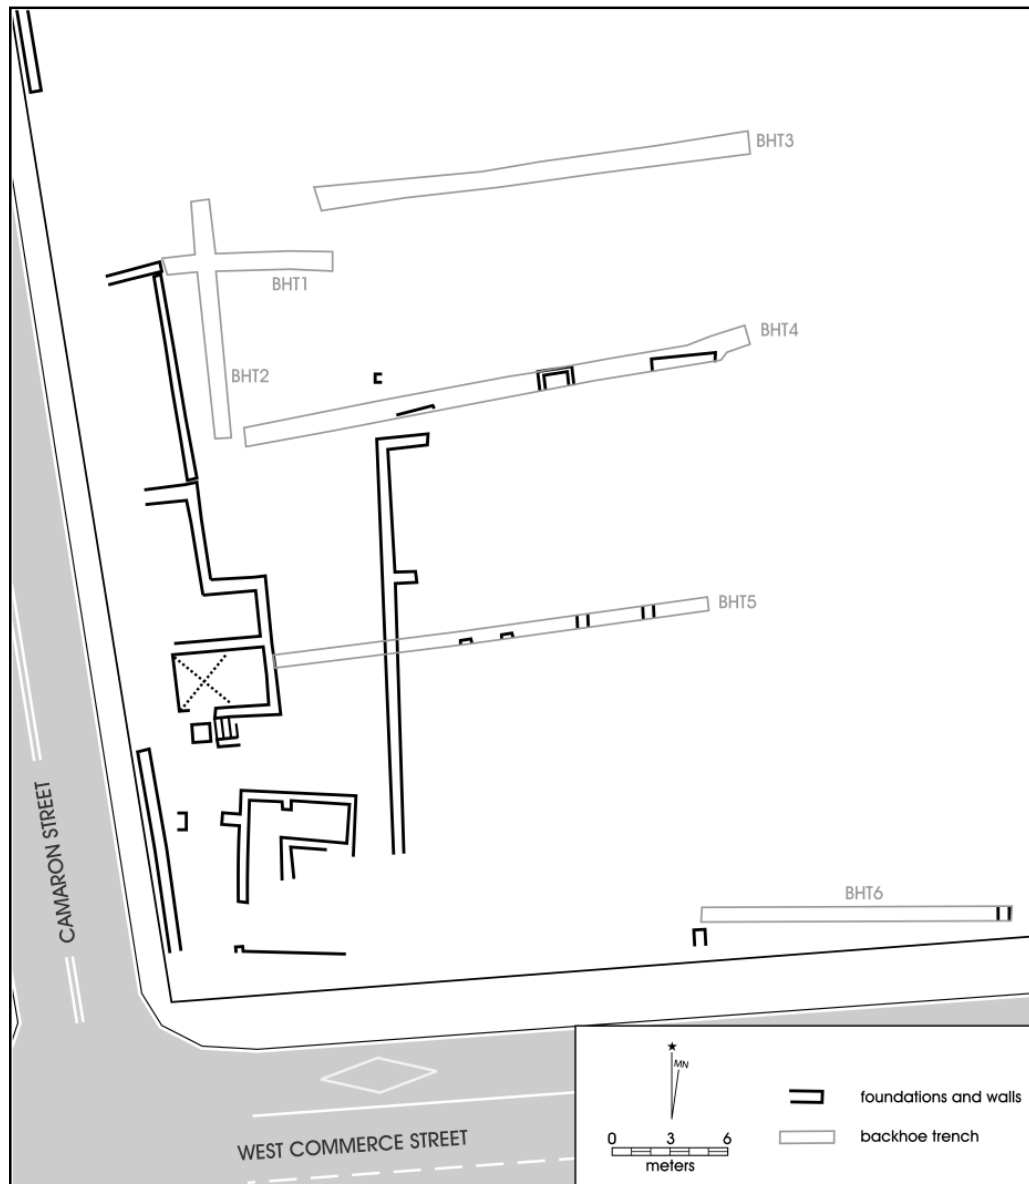 BHT3
BHT1
BHT4
BHT2
BHT5
CAMARON STREET
BHT6
MN
foundations and walls
0 3 6
backhoe trench
meters
WEST COMMERCE STREET